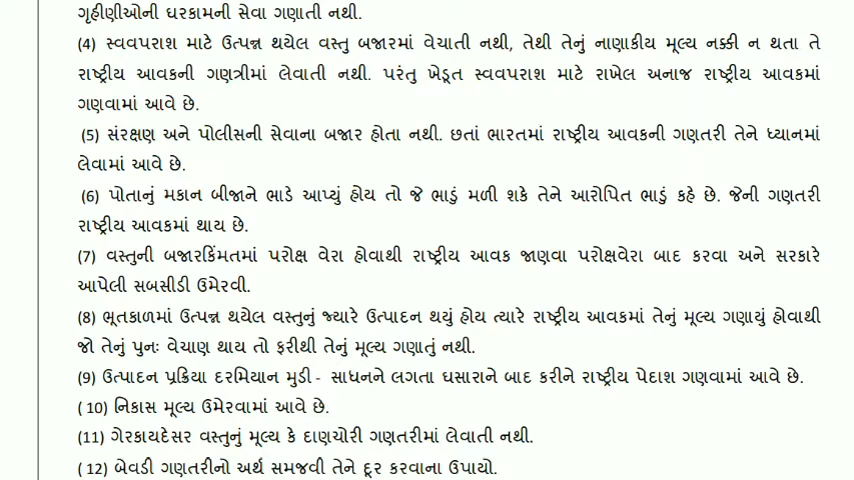 ગૃહીણીઓની ઘરકામની સેવા ગણાતી નથી.
(4) સ્વવપરાશ માટે ઉત્પન્ન થયેલ વસ્તુ બજારમાં વેચાતી નથી, તેથી તેનું નાણાકીય મૂલ્ય નક્કી ન થતા તે
રાષ્ટ્રીય આવકની ગણત્રીમાં લેવાતી નથી. પરંતુ ખેડૂત સ્વવપરાશ માટે રાખેલ અનાજ રાષ્ટ્રીય આવકમાં
ગણવામાં આવે છે.
(5) સંરક્ષણ અને પોલીસની સેવાના બજાર હોતા નથી. છતાં ભારતમાં રાષ્ટ્રીય આવકની ગણતરી તેને ધ્યાનમાં
લેવામાં આવે છે.
(6) પોતાનું મકાન બીજાને ભાડે આપ્યું હોય તો જે ભાડું મળી શકે તેને આરોપિત ભાડું કહે છે. જેની ગણતરી
રાષ્ટ્રીય આવકમાં થાય છે.
(7) વસ્તુની બજારકિંમતમાં પરોક્ષ વેરા હોવાથી રાષ્ટ્રીય આવક જાણવા પરોક્ષવેરા બાદ કરવા અને સરકારે
આપેલી સબસીડી ઉમેરવી.
(8) ભૂતકાળમાં ઉત્પન્ન થયેલ વસ્તુનું જ્યારે ઉત્પાદન થયું હોય ત્યારે રાષ્ટ્રીય આવકમાં તેનું મૂલ્ય ગણાયું હોવાથી
જો તેનું પુનઃ વેચાણ થાય તો ફરીથી તેનું મૂલ્ય ગણાતું નથી.
(9) ઉત્પાદન પ્રક્રિયા દરમિયાન મુડી - સાધનને લગતા ઘસારાને બાદ કરીને રાષ્ટ્રીય પેદાશ ગણવામાં આવે છે.
( 10) નિકાસ મૂલ્ય ઉમેરવામાં આવે છે.
(11) ગેરકાયદેસર વસ્તુનું મૂલ્ય કે દાણચોરી ગણતરીમાં લેવાતી નથી.
( 12) બેવડી ગણતરીનો અર્થ સમજવી તેને દૂર કરવાના ઉપાયો.